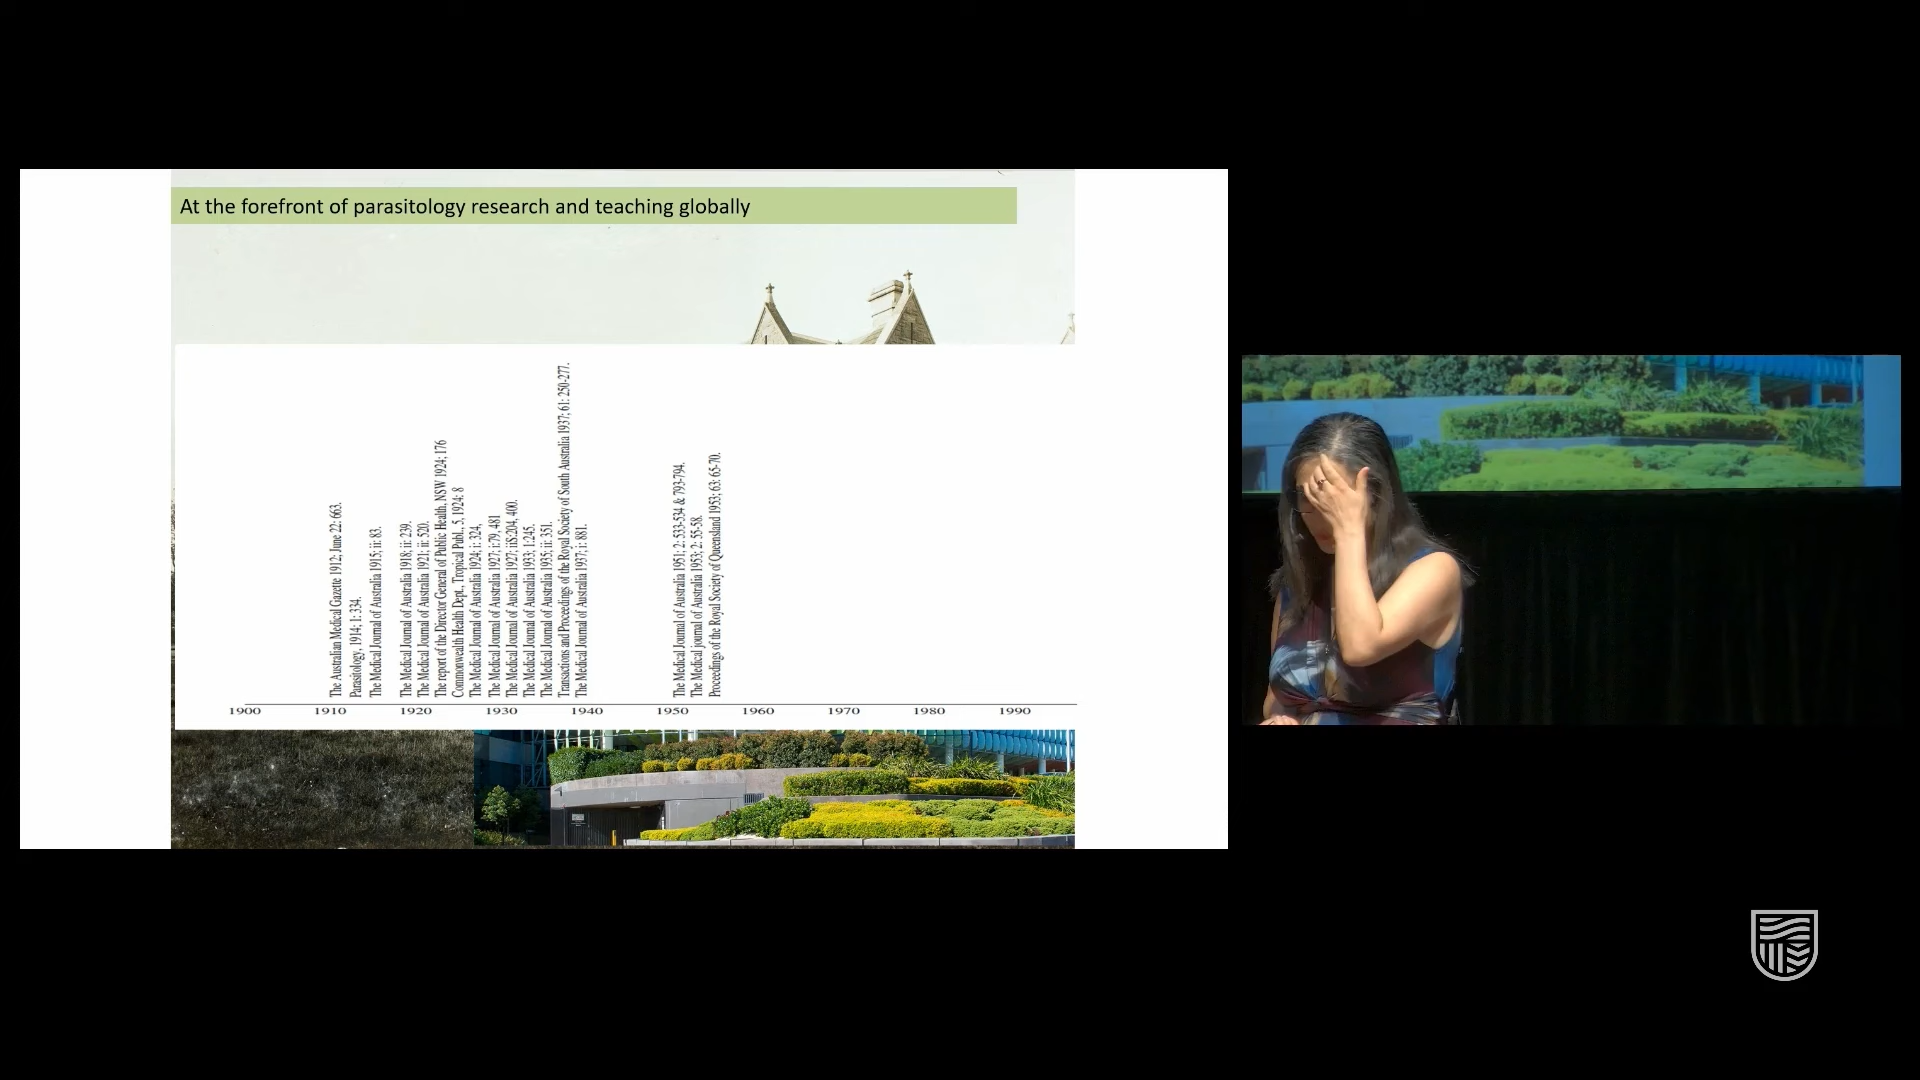 At the forefront of parasitology research and teaching globally
The Australian Medical Gazette 1912; June 22: 663.
Parasitology, 1914; 1: 334.
The Medical Journal of Australia 1915; ii: 83.
The Medical Journal of Australia 1918; ii: 239.
The Medical Journal of Australia 1921; ii: 520.
The report of the Director General of Public Health, NSW 1924; 176
Commonwealth Health Dept., Tropical Publ., 5, 1924: 8
The Medical Journal of Australia 1924; i: 324.
The Medical Journal of Australia 1927; i:79, 481
The Medical Journal of Australia 1927; iiS:204, 400.
The Medical Journal of Australia 1933; 1:245.
The Medical Journal of Australia 1935; ii: 351.
Transactions and Proceedings of the Royal Society of South Australia 1937; 61: 250-277.
The Medical Journal of Australia 1937; i: 881.
The Medical Journal of Australia 1951; 2: 533-534 & 793-794.
The Medical journal of Australia 1953; 2: 55-58.
Proceedings of the Royal Society of Queensland 1953; 63: 65-70.
1900 1910 1920 1930 1940 1950 1960 1970 1980 1990